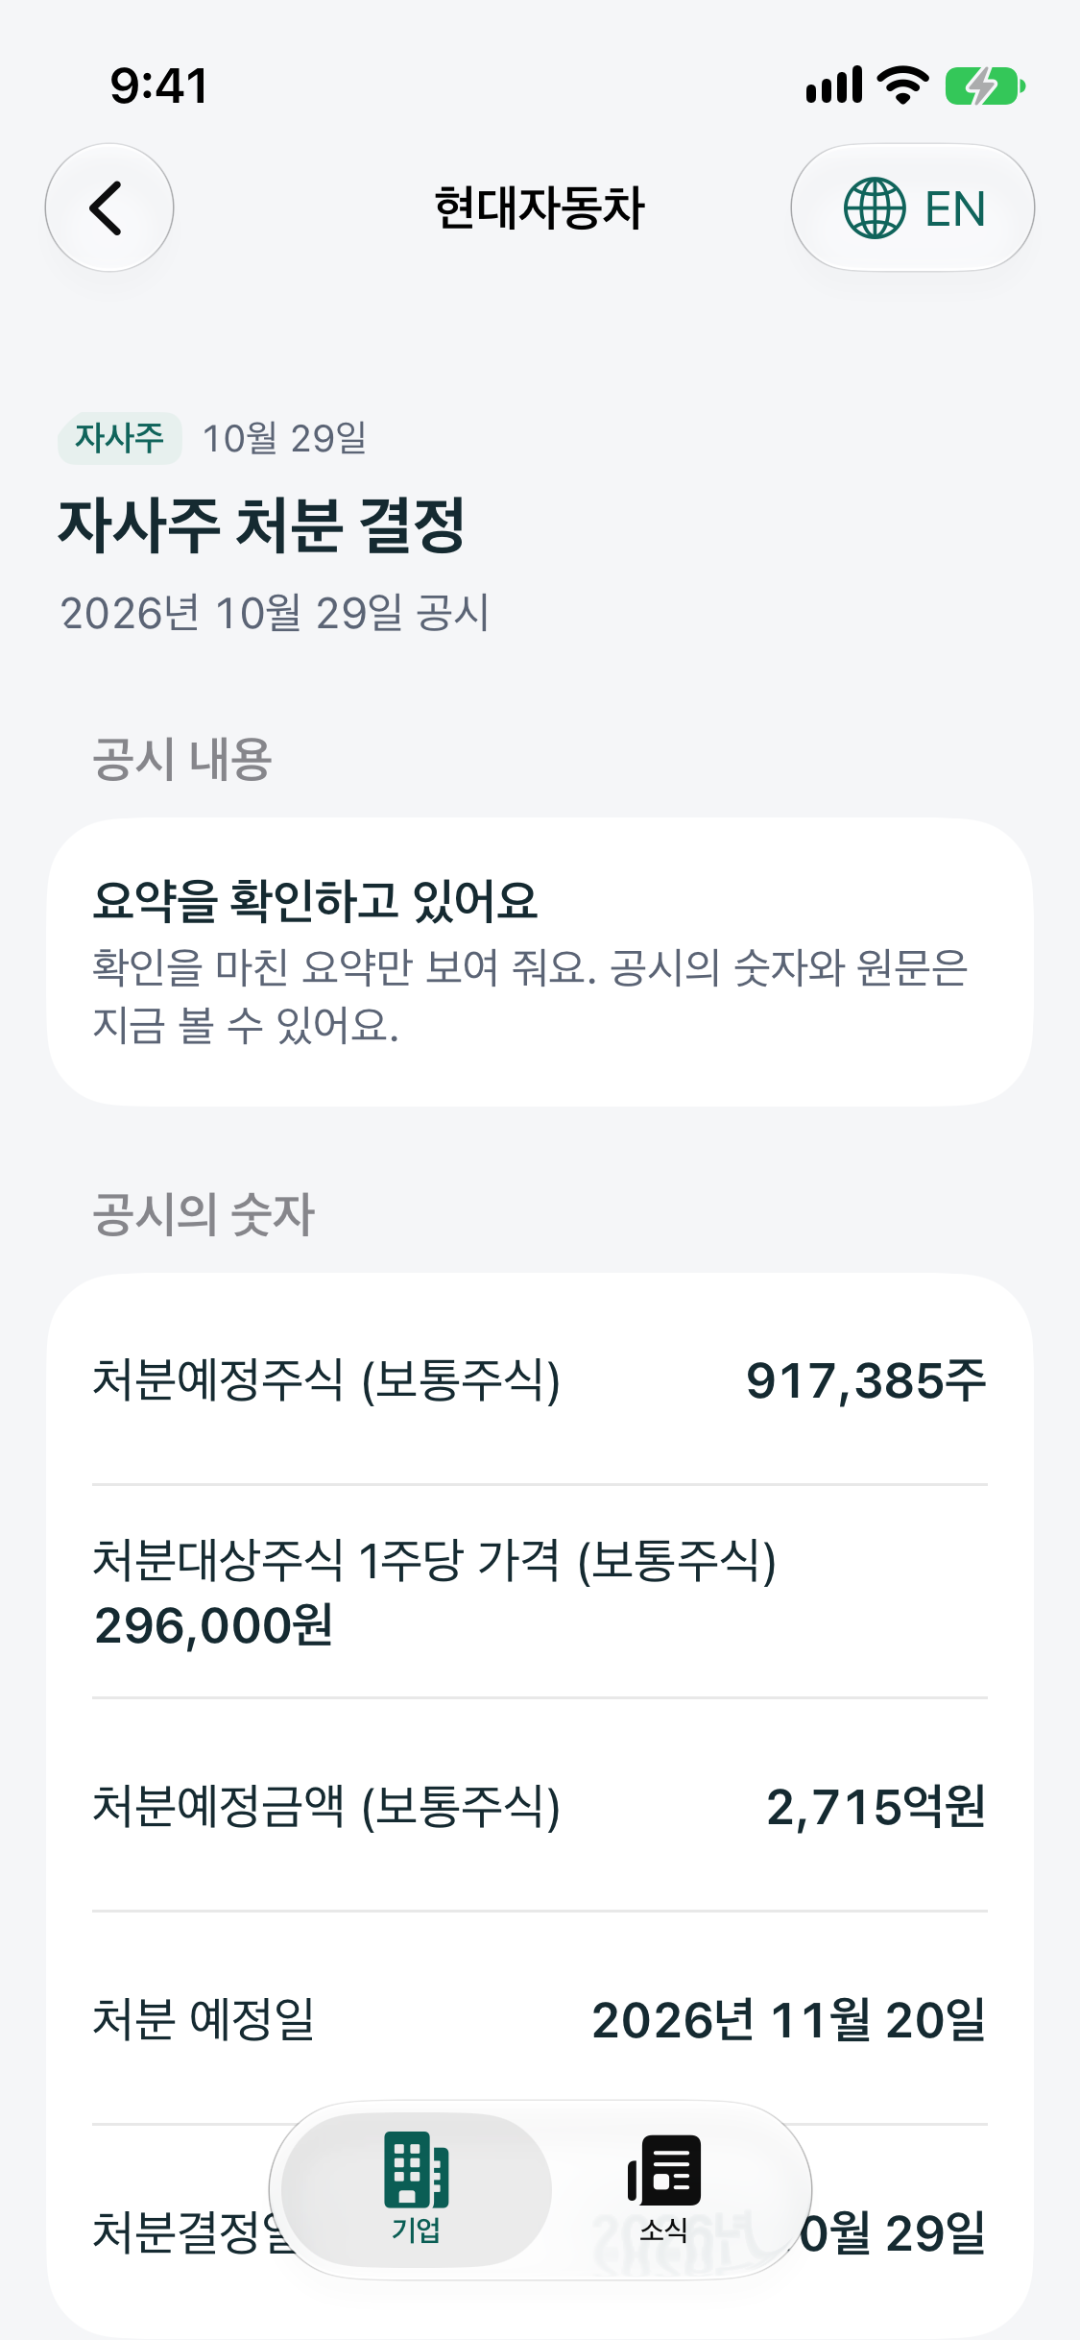 9:41
현대자동차
EN
자사주 10월 29일
자사주 처분 결정
2026년 10월 29일 공시
공시 내용
요약을 확인하고 있어요
확인을 마친 요약만 보여 줘요. 공시의 숫자와 원문은
지금 볼 수 있어요.
공시의 숫자
처분예정주식 (보통주식) 917,385주
처분대상주식 1주당 가격 (보통주식)
296,000원
처분예정금액 (보통주식) 2,715억원
처분 예정일 2026년 11월 20일
처분결정일 0월 29일
기업
소식